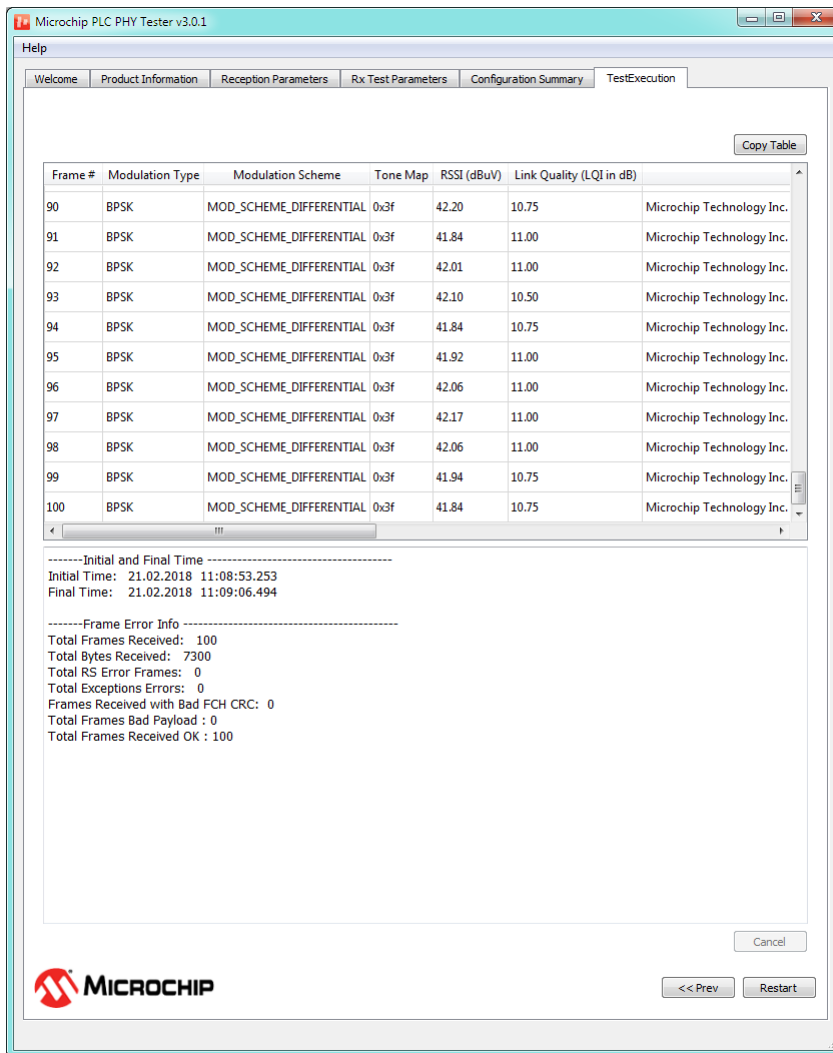 Microchip PLC PHY Tester v3.0.1
Help
Welcome Product Information Reception Parameters Rx Test Parameters Configuration Summary TestExecution
Copy Table
Frame # Modulation Type Modulation Scheme Tone Map RSSI (dBuV) Link Quality (LQI in dB)
90 BPSK MOD_SCHEME_DIFFERENTIAL 0x3f 42.20 10.75 Microchip Technology Inc.
91 BPSK MOD_SCHEME_DIFFERENTIAL 0x3f 41.84 11.00 Microchip Technology Inc.
92 BPSK MOD_SCHEME_DIFFERENTIAL 0x3f 42.01 11.00 Microchip Technology Inc.
93 BPSK MOD_SCHEME_DIFFERENTIAL 0x3f 42.10 10.50 Microchip Technology Inc.
94 BPSK MOD_SCHEME_DIFFERENTIAL 0x3f 41.84 10.75 Microchip Technology Inc.
95 BPSK MOD_SCHEME_DIFFERENTIAL 0x3f 41.92 11.00 Microchip Technology Inc.
96 BPSK MOD_SCHEME_DIFFERENTIAL 0x3f 42.06 11.00 Microchip Technology Inc.
97 BPSK MOD_SCHEME_DIFFERENTIAL 0x3f 42.17 11.00 Microchip Technology Inc.
98 BPSK MOD_SCHEME_DIFFERENTIAL 0x3f 42.06 11.00 Microchip Technology Inc.
99 BPSK MOD_SCHEME_DIFFERENTIAL 0x3f 41.94 10.75 Microchip Technology Inc.
100 BPSK MOD_SCHEME_DIFFERENTIAL 0x3f 41.84 10.75 Microchip Technology Inc.
-------Initial and Final Time -------------------------------------
Initial Time: 21.02.2018 11:08:53.253
Final Time: 21.02.2018 11:09:06.494
-------Frame Error Info -------------------------------------------
Total Frames Received: 100
Total Bytes Received: 7300
Total RS Error Frames: 0
Total Exceptions Errors: 0
Frames Received with Bad FCH CRC: 0
Total Frames Bad Payload : 0
Total Frames Received OK : 100
Cancel
MICROCHIP
<< Prev Restart